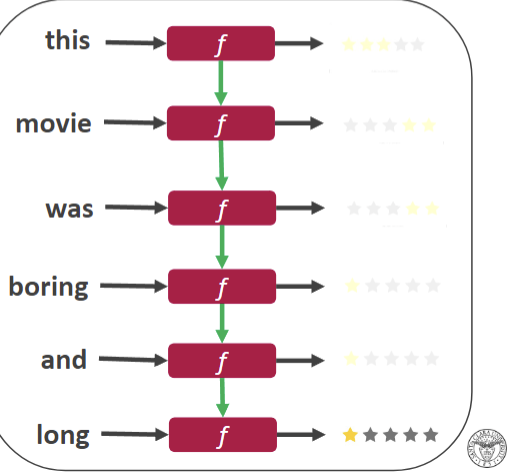 this f
movie f
was f
boring f
and f
long f